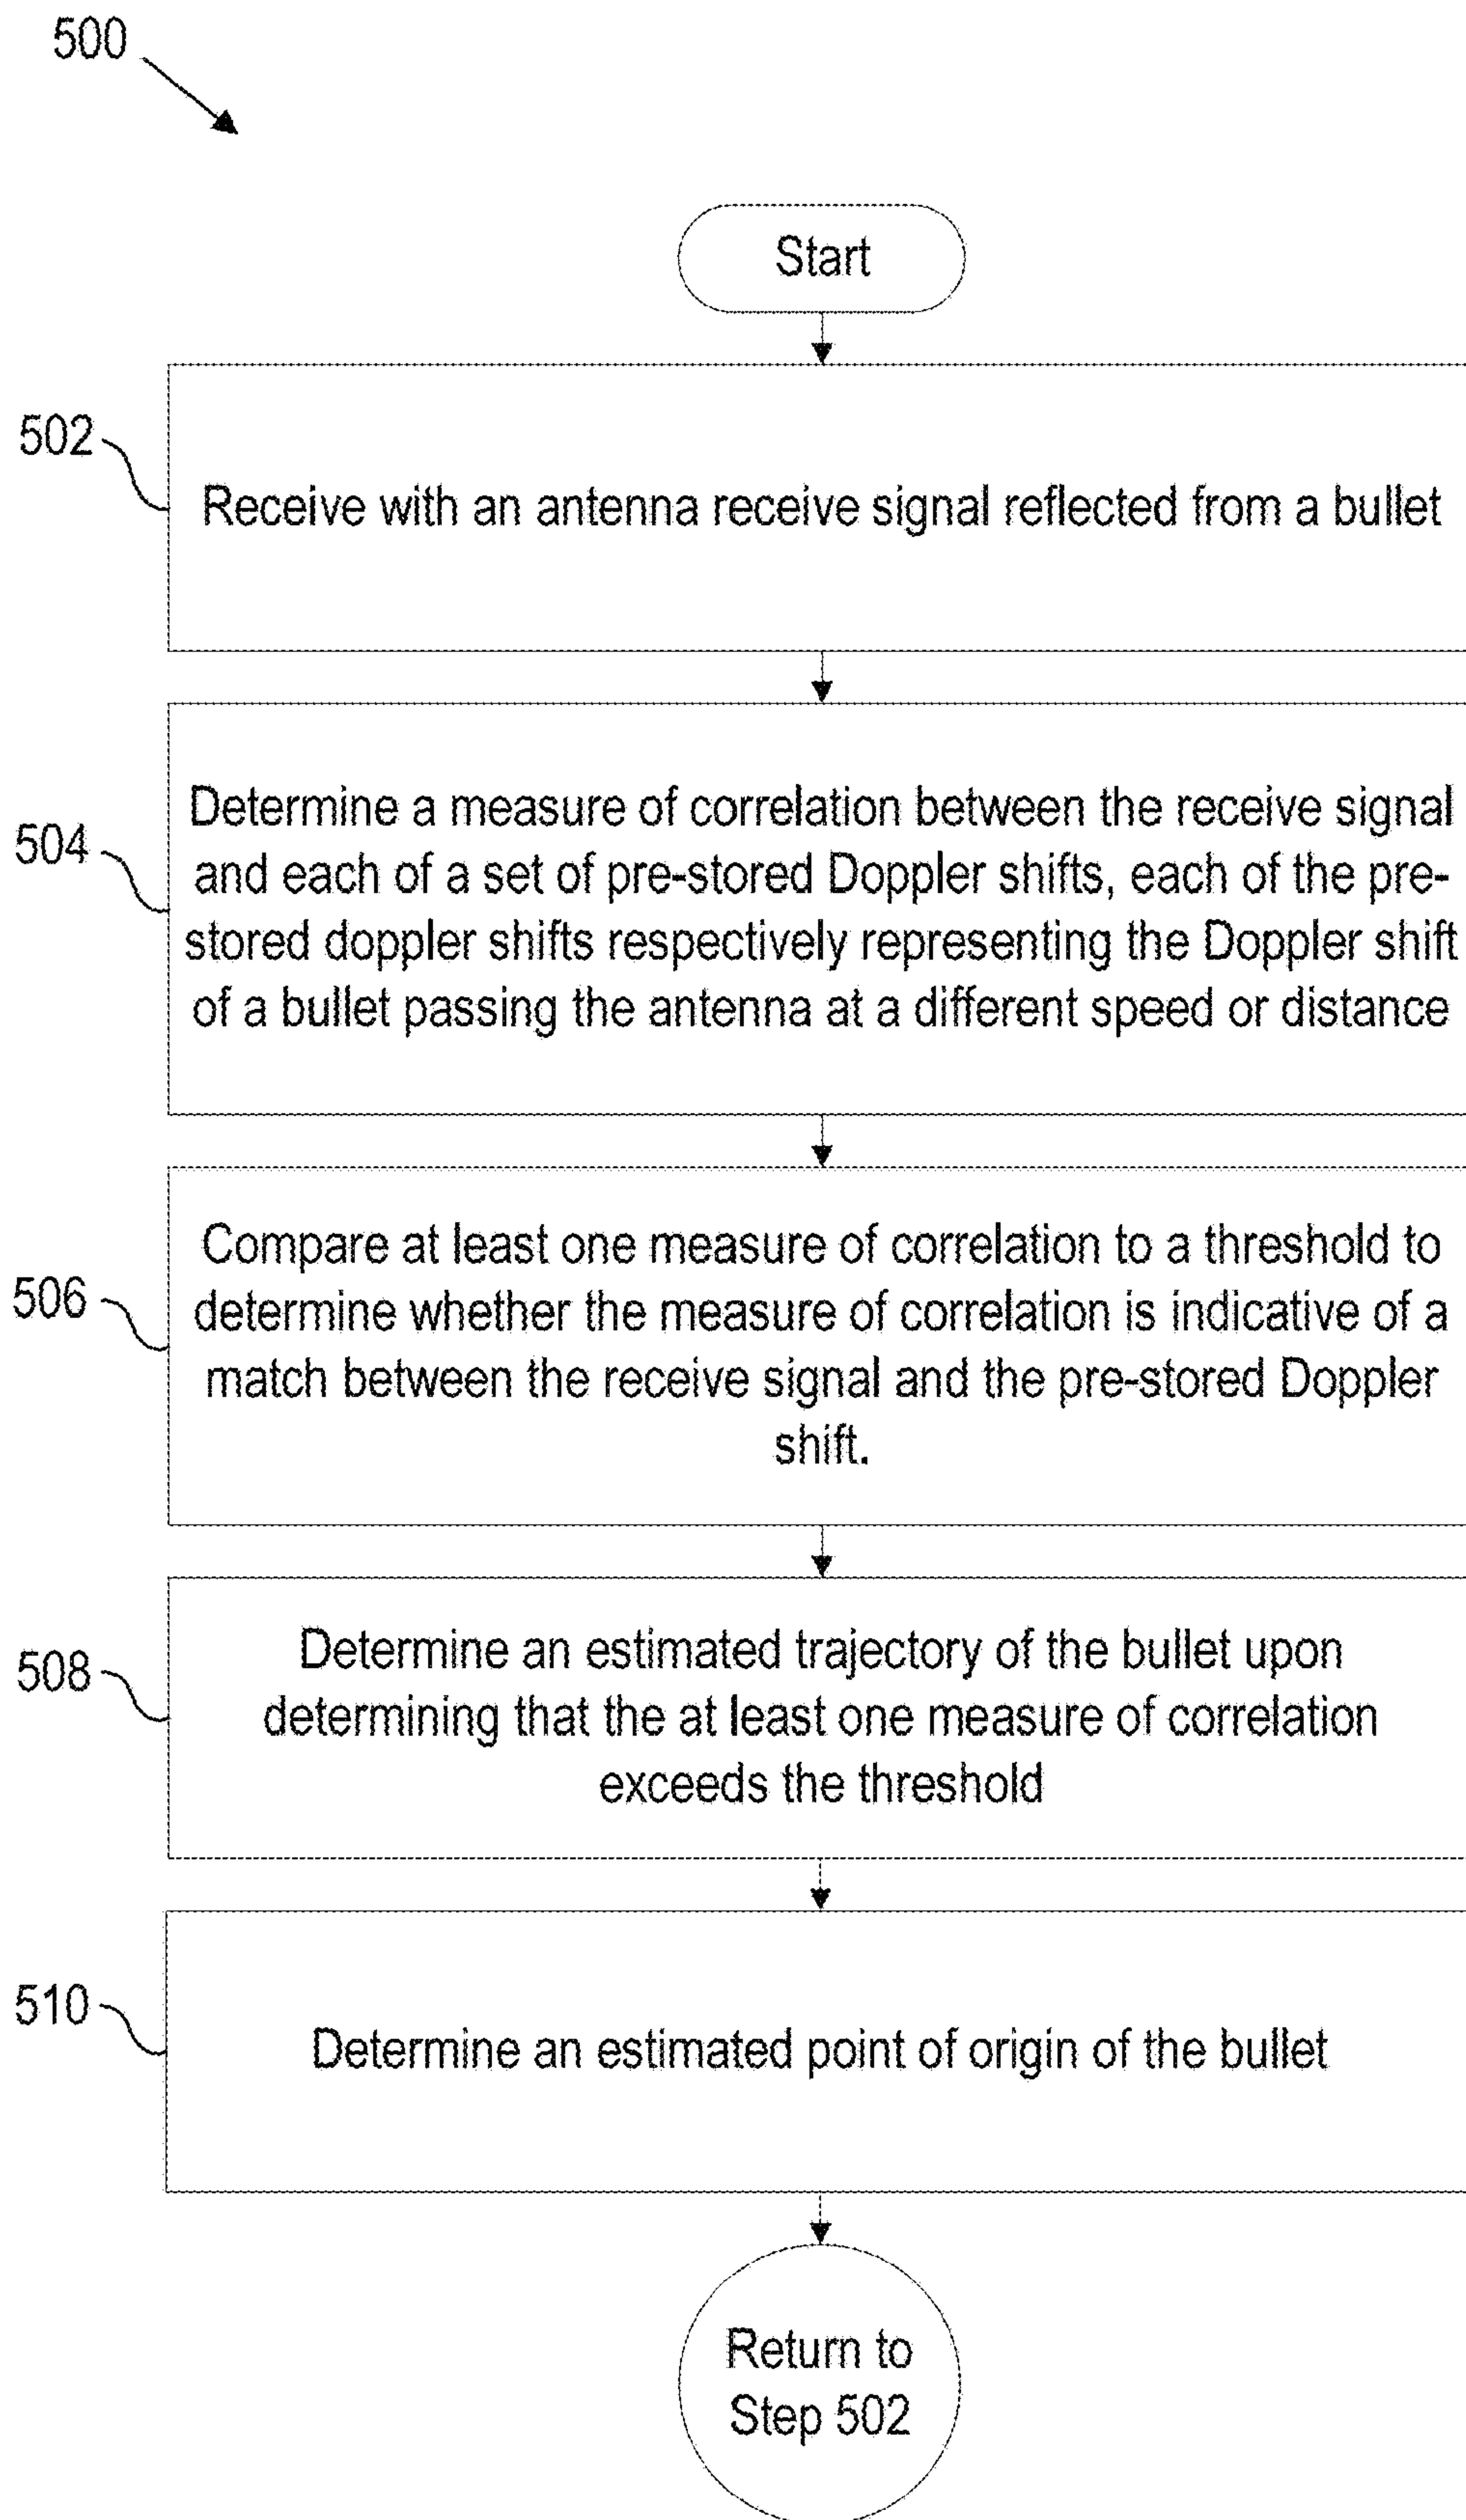 500
Start
502
Receive with an antenna receive signal reflected from a bullet
504
Determine a measure of correlation between the receive signal
and each of a set of pre-stored Doppler shifts, each of the pre-
stored doppler shifts respectively representing the Doppler shift
of a bullet passing the antenna at a different speed or distance
506
Compare at least one measure of correlation to a threshold to
determine whether the measure of correlation is indicative of a
match between the receive signal and the pre-stored Doppler
shift.
508
Determine an estimated trajectory of the bullet upon
determining that the at least one measure of correlation
exceeds the threshold
510
Determine an estimated point of origin of the bullet
Return to
Step 502